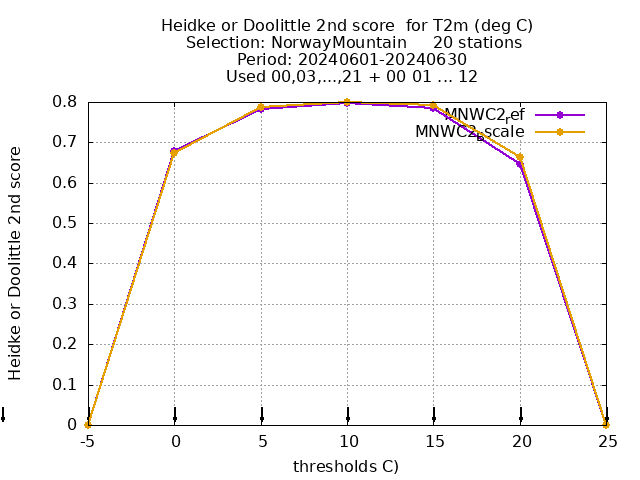 Heidke or Doolittle 2nd score  for T2m (deg C)
Selection: NorwayMountain     20 stations
Period: 20240601-20240630
Used 00,03,...,21 + 00 01 ... 12
Heidke or Doolittle 2nd score
0.8
0.7
0.6
0.5
0.4
0.3
0.2
0.1
0
MNWC2_ref
MNWC2_bscale
-5 0 5 10 15 20 25
thresholds C)